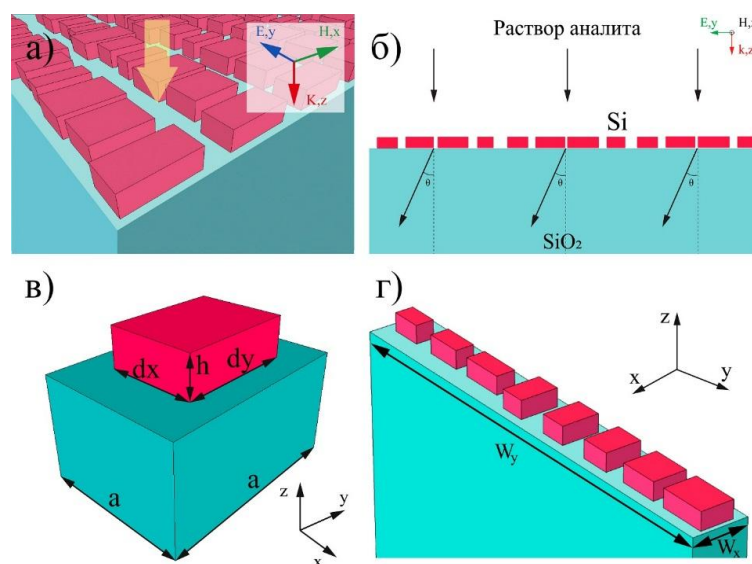 а)
E,y
H,x
K,z
б)
Раствор аналита
E,y
H,x
k,z
Si
θ
θ
θ
SiO₂
в)
dx
h
dy
a
a
z
y
x
г)
z
x
y
Wy
Wx